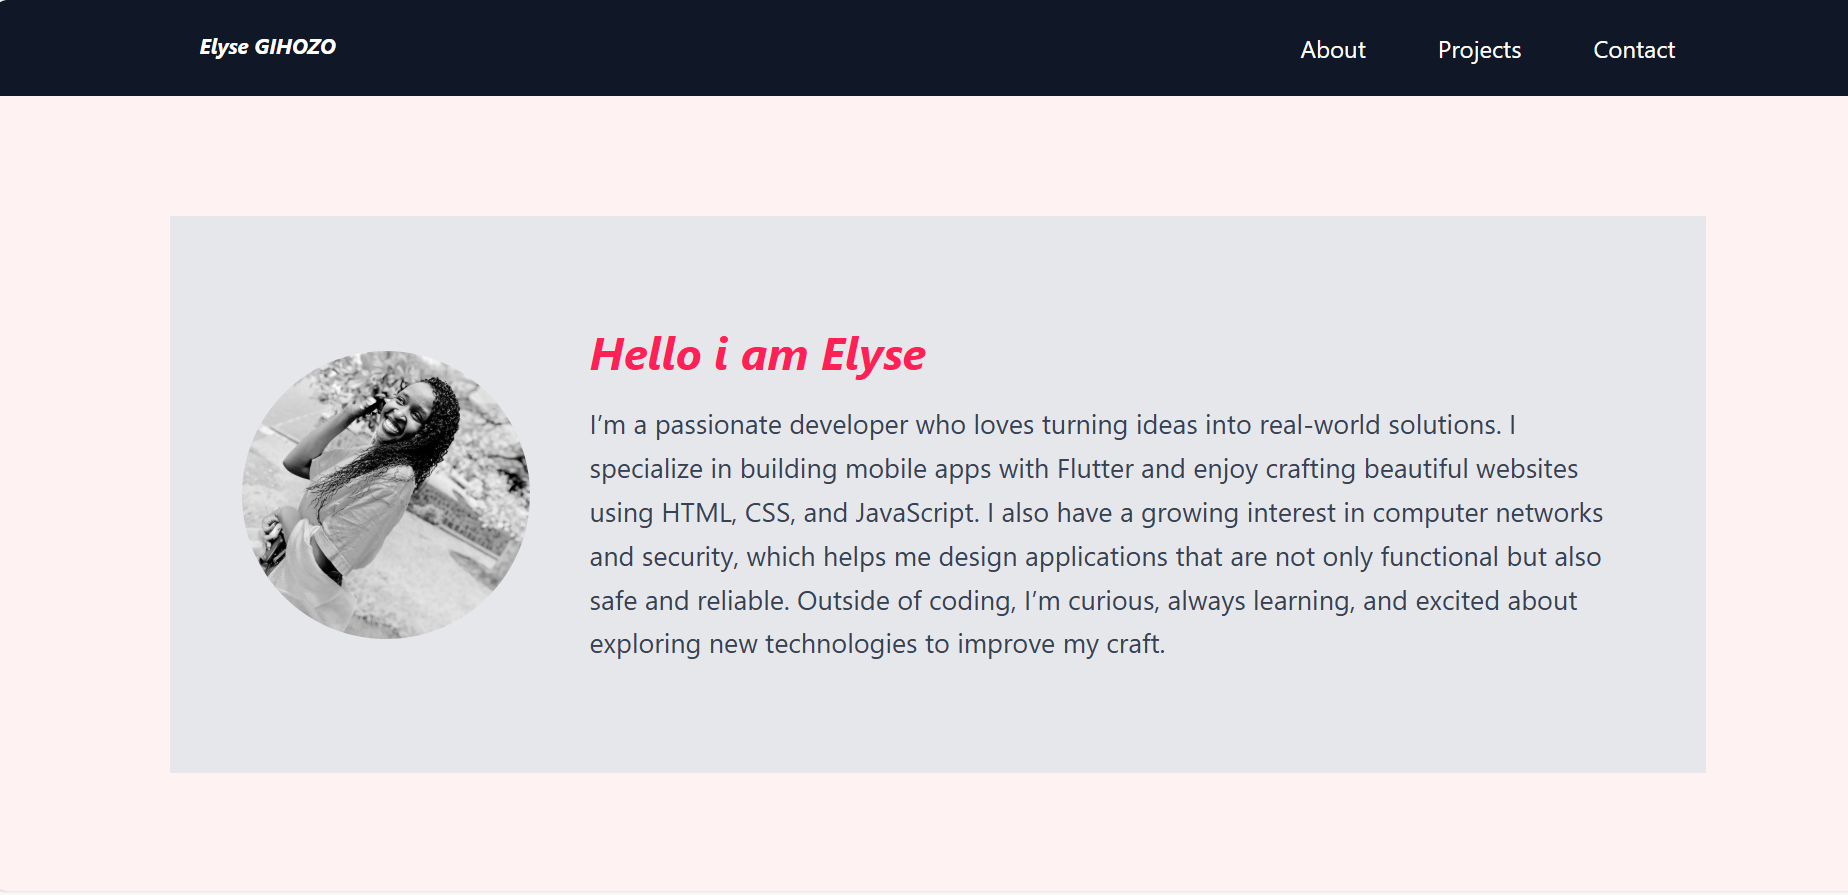 Elyse GIHOZO
About
Projects
Contact
Hello i am Elyse
I’m a passionate developer who loves turning ideas into real-world solutions. I
specialize in building mobile apps with Flutter and enjoy crafting beautiful websites
using HTML, CSS, and JavaScript. I also have a growing interest in computer networks
and security, which helps me design applications that are not only functional but also
safe and reliable. Outside of coding, I’m curious, always learning, and excited about
exploring new technologies to improve my craft.